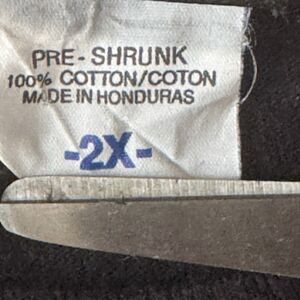 PRE-SHRUNK
100% COTTON/COTON
MADE IN HONDURAS
-2X-